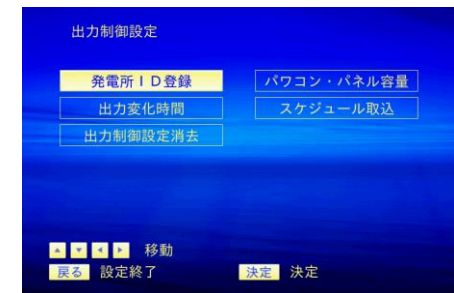 出力制御設定
発電所ＩＤ登録 パワコン・パネル容量
出力変化時間 スケジュール取込
出力制御設定消去
▲ ▼ ◀ ▶ 移動
戻る 設定終了 決定 決定